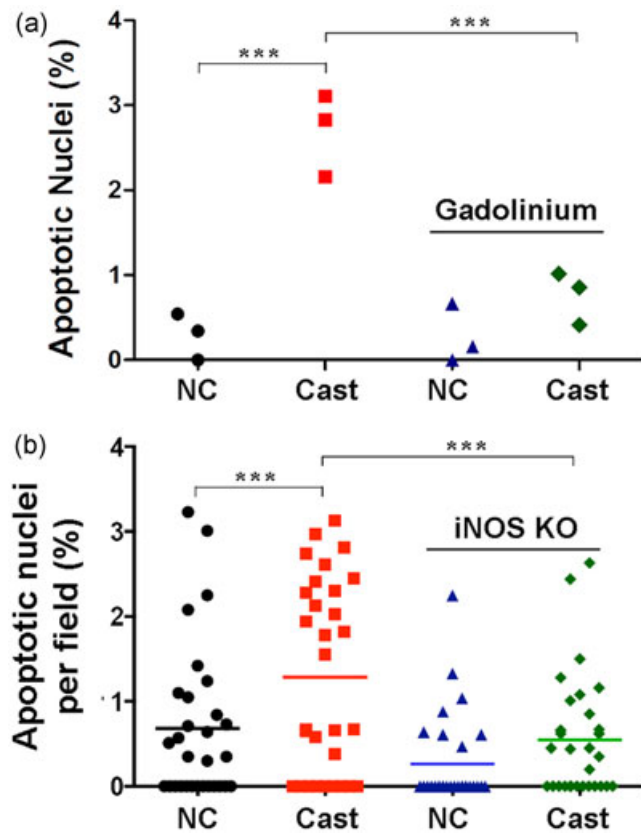 (a)
Apoptotic Nuclei (%)
4
3
2
1
0
***
***
Gadolinium
NC
Cast
NC
Cast
(b)
Apoptotic nuclei
per field (%)
4
3
2
1
0
***
***
iNOS KO
NC
Cast
NC
Cast